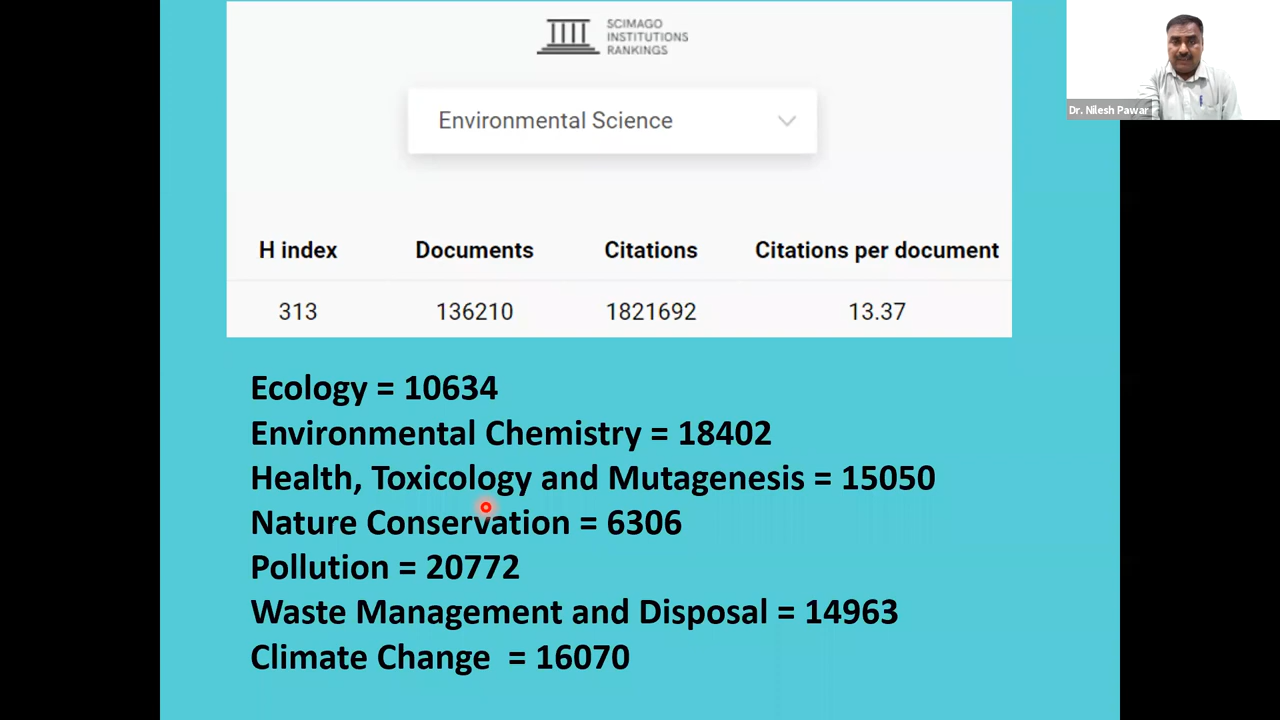 SCIMAGO
INSTITUTIONS
RANKINGS
Dr. Nilesh Pawar
Environmental Science
H index Documents Citations Citations per document
313 136210 1821692 13.37
Ecology = 10634
Environmental Chemistry = 18402
Health, Toxicology and Mutagenesis = 15050
Nature Conservation = 6306
Pollution = 20772
Waste Management and Disposal = 14963
Climate Change = 16070